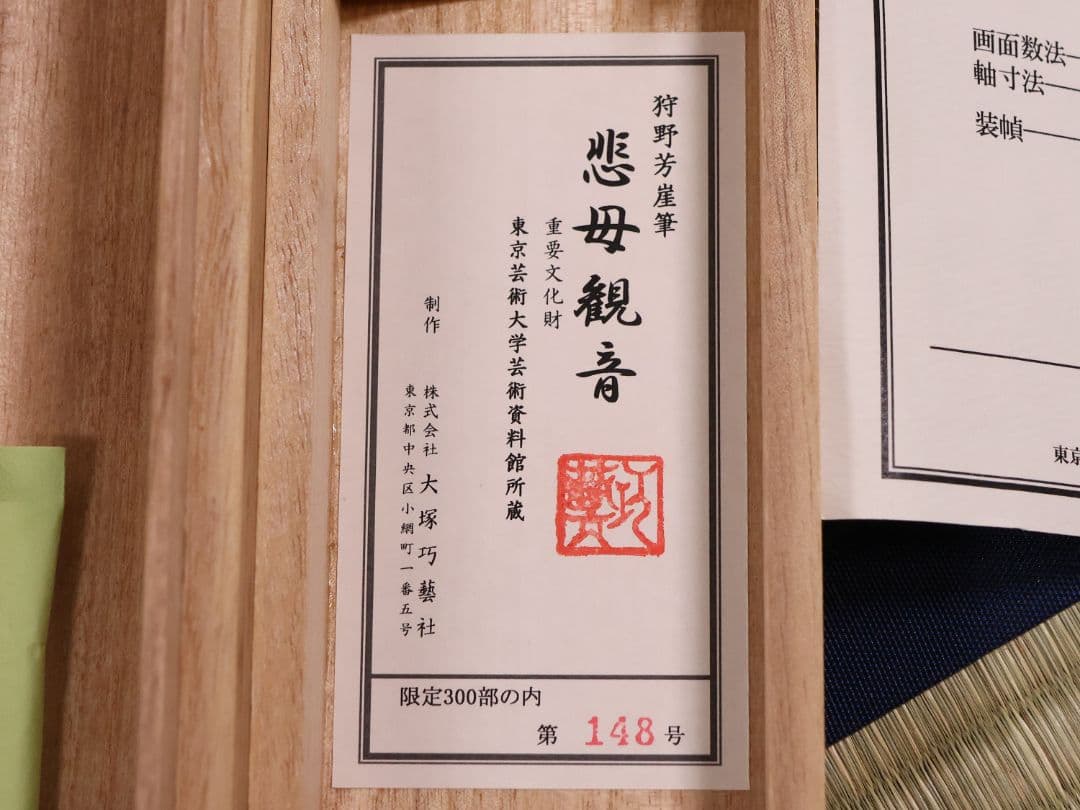 狩野芳崖筆
悲母観音
重要文化財
東京芸術大学芸術資料館所蔵
制作
株式会社 大塚巧藝社
東京都中央区小網町一番五号
限定300部の内
第 148 号
画面数法
軸寸法
装幀
東京